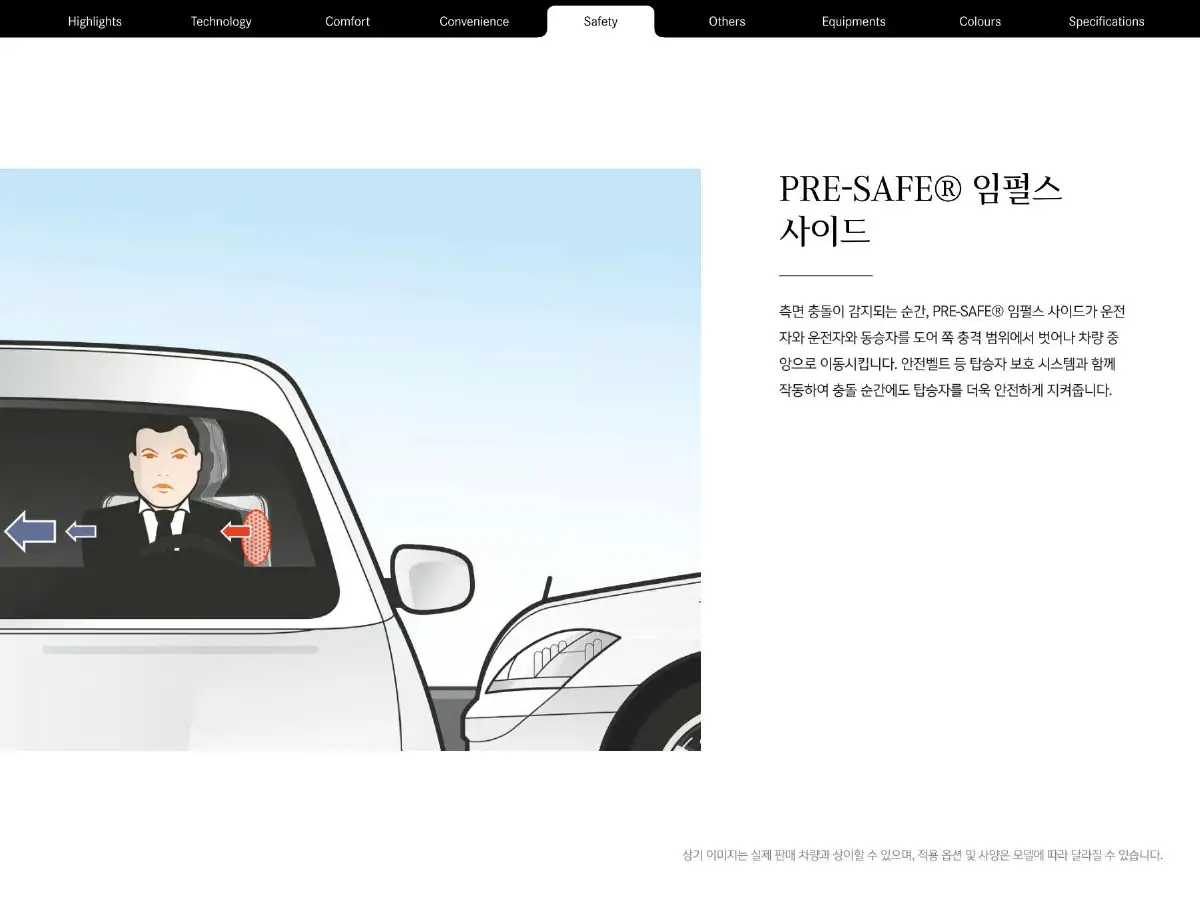 Highlights
Technology
Comfort
Convenience
Safety
Others
Equipments
Colours
Specifications
PRE-SAFE® 임펄스
사이드
측면 충돌이 감지되는 순간, PRE-SAFE® 임펄스 사이드가 운전
자와 운전자와 동승자를 도어 쪽 충격 범위에서 벗어나 차량 중
앙으로 이동시킵니다. 안전벨트 등 탑승자 보호 시스템과 함께
작동하여 충돌 순간에도 탑승자를 더욱 안전하게 지켜줍니다.
상기 이미지는 실제 판매 차량과 상이할 수 있으며, 적용 옵션 및 사양은 모델에 따라 달라질 수 있습니다.